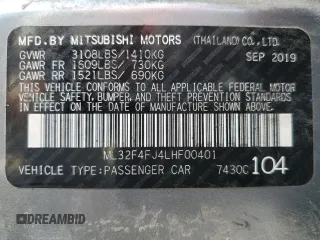 MFD.BY MITSUBISHI MOTORS (THAILAND)CO.,LTD.
GVWR 3108LBS/1410KG
GAWR FR 1609LBS/ 730KG SEP 2019
GAWR RR 1521LBS/ 690KG
THIS VEHICLE CONFORMS TO ALL APPLICABLE FEDERAL
MOTOR VEHICLE SAFETY, BUMPER AND THEFT PREVENTION STANDARDS
IN EFFECT ON THE DATE OF MANUFACTURE SHOWN ABOVE.
ML32F4FJ4LHF00401
VEHICLE TYPE:PASSENGER CAR 7430C 104
DREAMBID